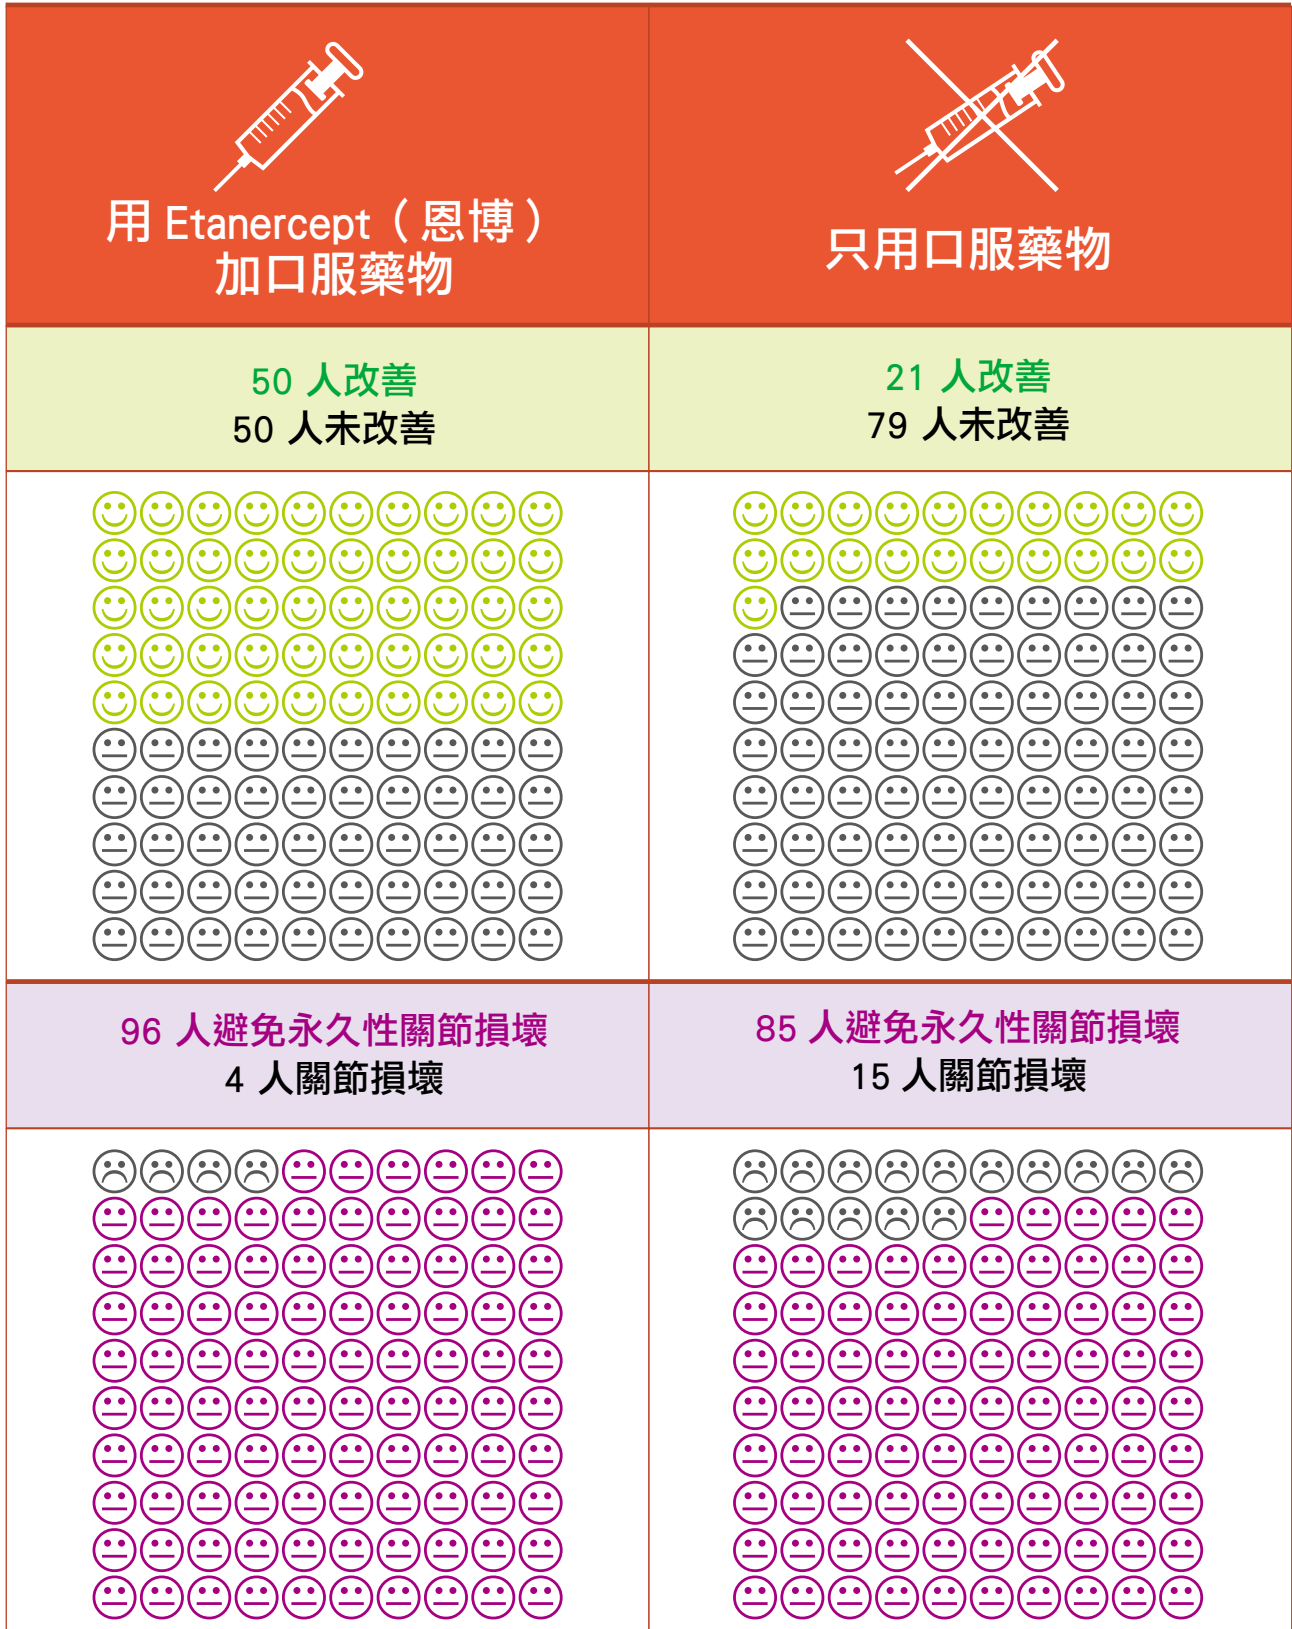 用 Etanercept（恩博）
加口服藥物
只用口服藥物
50 人改善
50 人未改善
21 人改善
79 人未改善
96 人避免永久性關節損壞
4 人關節損壞
85 人避免永久性關節損壞
15 人關節損壞